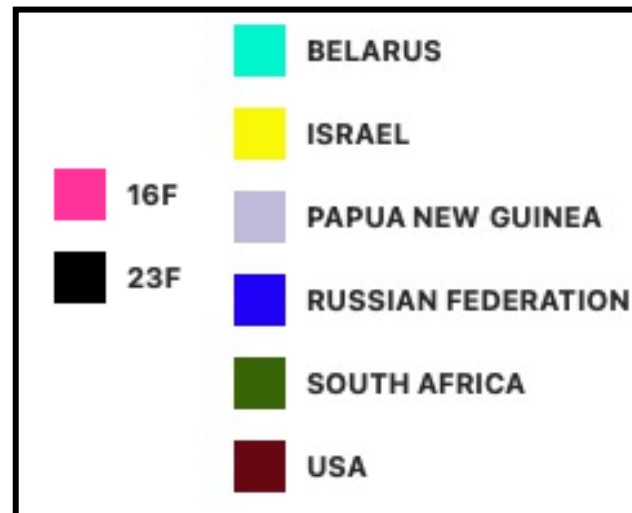 16F
23F
BELARUS
ISRAEL
PAPUA NEW GUINEA
RUSSIAN FEDERATION
SOUTH AFRICA
USA